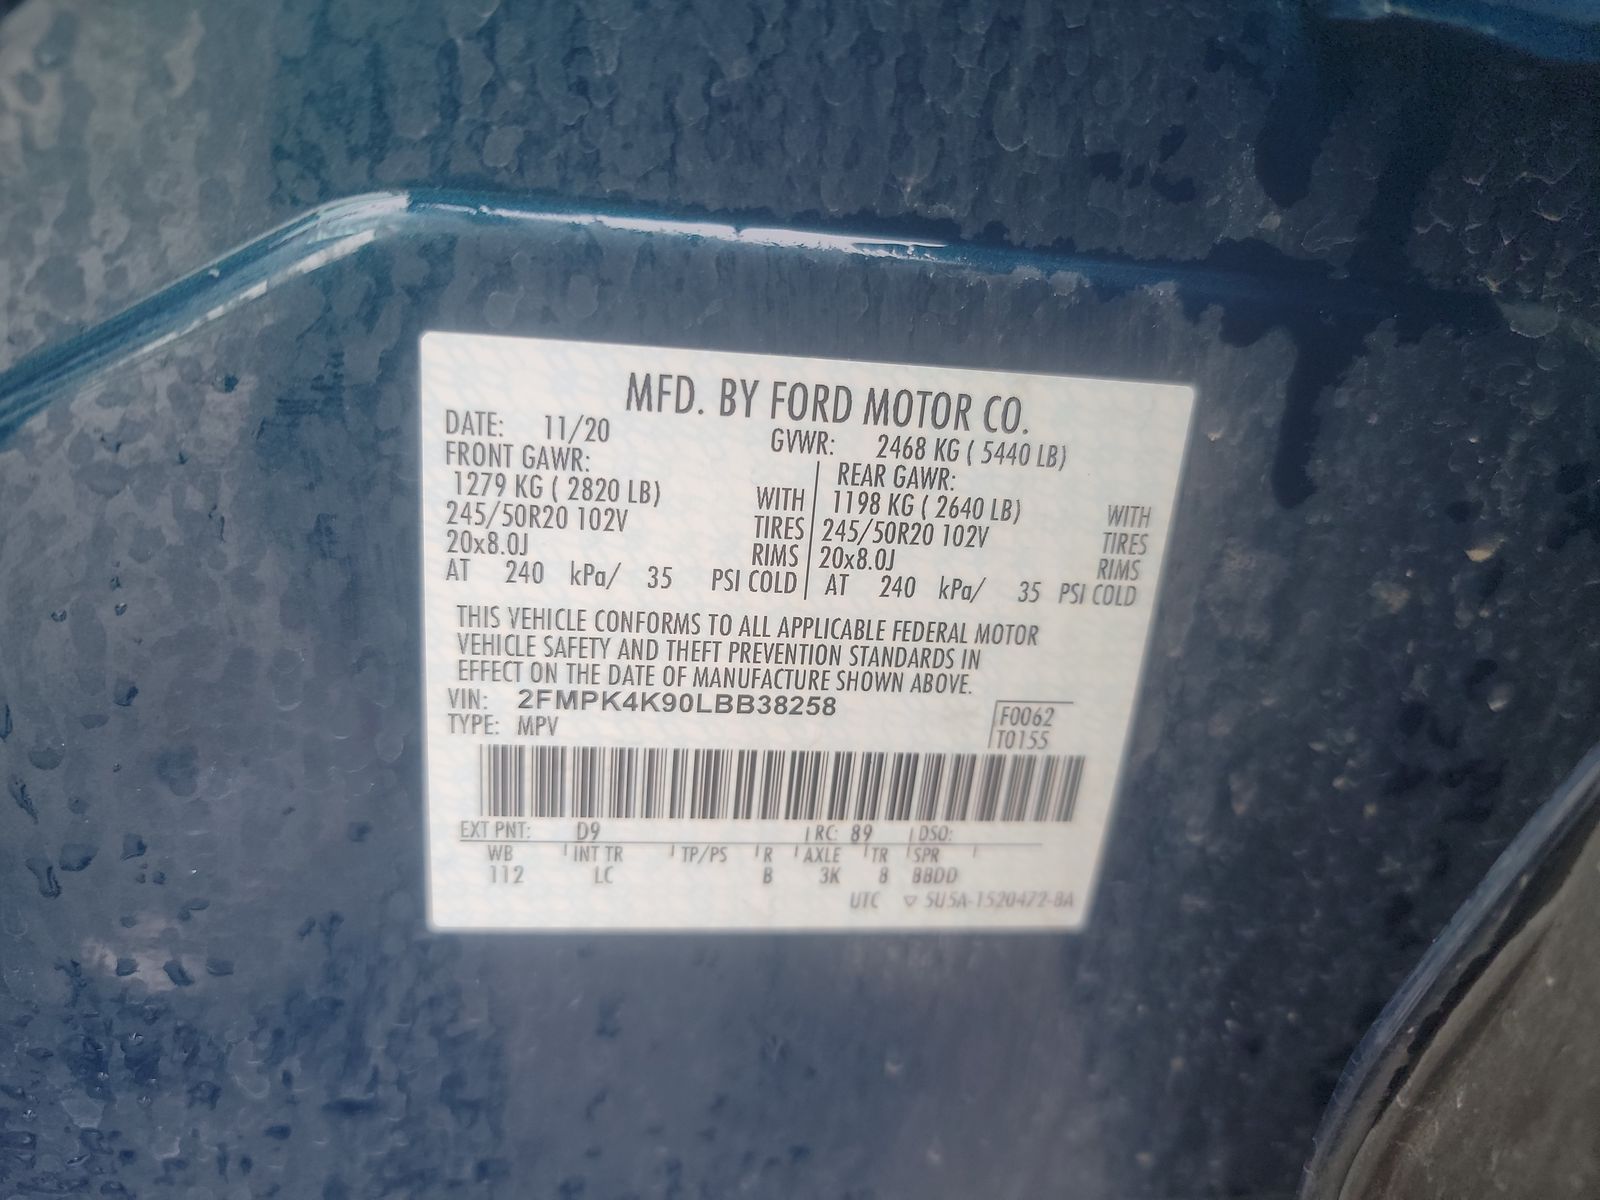 MFD. BY FORD MOTOR CO.
DATE: 11/20 GVWR: 2468 KG ( 5440 LB)
FRONT GAWR: REAR GAWR:
1279 KG ( 2820 LB) WITH 1198 KG ( 2640 LB) WITH
245/50R20 102V TIRES 245/50R20 102V TIRES
20x8.0J RIMS 20x8.0J RIMS
AT 240 kPa/ 35 PSI COLD AT 240 kPa/ 35 PSI COLD
THIS VEHICLE CONFORMS TO ALL APPLICABLE FEDERAL MOTOR
VEHICLE SAFETY AND THEFT PREVENTION STANDARDS IN
EFFECT ON THE DATE OF MANUFACTURE SHOWN ABOVE.
VIN: 2FMPK4K90LBB38258 F0062
TYPE: MPV T0155
EXT PNT: D9 RC: 89 DSO:
WB INT TR TP/PS R AXLE TR SPR
112 LC B 3K 8 BBDD
UTC ▽ 5U5A-1520472-BA